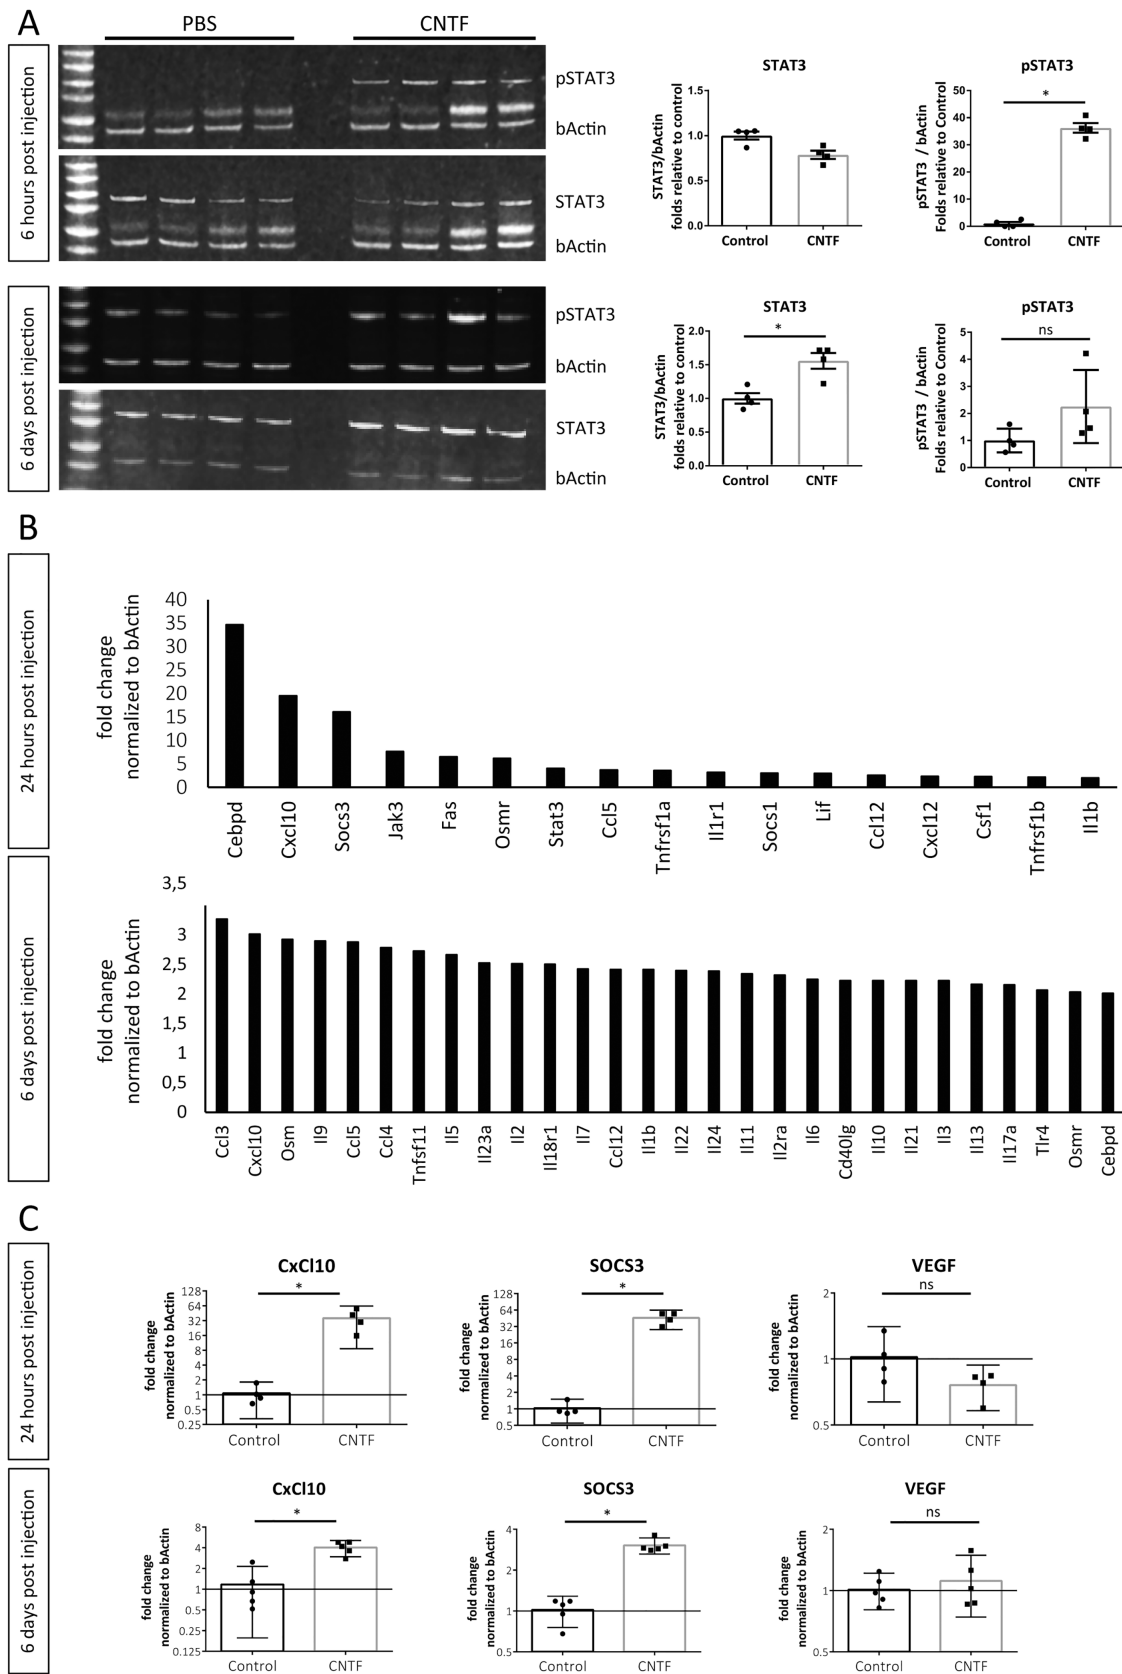 A
PBS
CNTF
6 hours post injection
pSTAT3
bActin
STAT3
bActin
STAT3
STAT3/bActin
folds relative to control
1.5
1.0
0.5
0.0
Control
CNTF
pSTAT3
pSTAT3 / bActin
Folds relative to Control
50
40
30
20
10
0
*
Control
CNTF
6 days post injection
pSTAT3
bActin
STAT3
bActin
STAT3
STAT3/bActin
folds relative to control
2.0
1.5
1.0
0.5
0.0
*
Control
CNTF
pSTAT3
pSTAT3 / bActin
Folds relative to Control
5
4
3
2
1
0
ns
Control
CNTF
B
24 hours post injection
fold change
normalized to bActin
40
35
30
25
20
15
10
5
0
Cebpd
Cxcl10
Socs3
Jak3
Fas
Osmr
Stat3
Ccl5
Tnfrsf1a
Il1r1
Socs1
Lif
Ccl12
Cxcl12
Csf1
Tnfrsf1b
Il1b
6 days post injection
fold change
normalized to bActin
3,5
3
2,5
2
1,5
1
0,5
0
Ccl3
Cxcl10
Osm
Il9
Ccl5
Ccl4
Tnfsf11
Il5
Il23a
Il2
Il18r1
Il7
Ccl12
Il1b
Il22
Il24
Il11
Il2ra
Il6
Cd40lg
Il10
Il21
Il3
Il13
Il17a
Tlr4
Osmr
Cebpd
C
24 hours post injection
CxCl10
fold change
normalized to bActin
128
64
32
16
8
4
2
1
0.5
0.25
*
Control
CNTF
SOCS3
fold change
normalized to bActin
128
64
32
16
8
4
2
1
0.5
*
Control
CNTF
VEGF
fold change
normalized to bActin
2
1
0.5
ns
Control
CNTF
6 days post injection
CxCl10
fold change
normalized to bActin
8
4
2
1
0.5
0.25
0.125
*
Control
CNTF
SOCS3
fold change
normalized to bActin
4
2
1
0.5
*
Control
CNTF
VEGF
fold change
normalized to bActin
2
1
0.5
ns
Control
CNTF